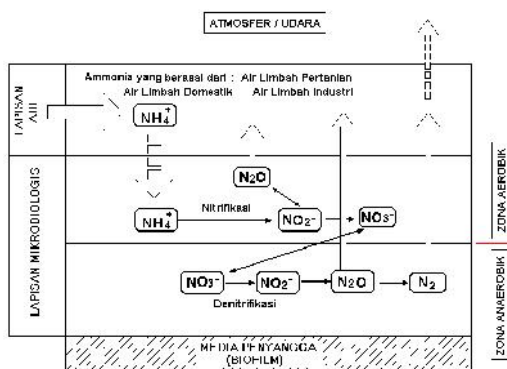 ATMOSFER / UDARA
Ammonia yang berasal dari : Air Limbah Pertanian
Air Limbah Domestik Air Limbah Industri
LAPISAN
AIR
NH₄⁺
N₂O
NH₄⁺
Nitrifikasi
NO₂⁻
NO₃⁻
ZONA AEROBIK
LAPISAN MIKROBIOLOGIS
NO₃⁻
NO₂⁻
N₂O
N₂
Denitrifikasi
ZONA ANAEROBIK
MEDIA PENYANGGA
(BIOFILM)